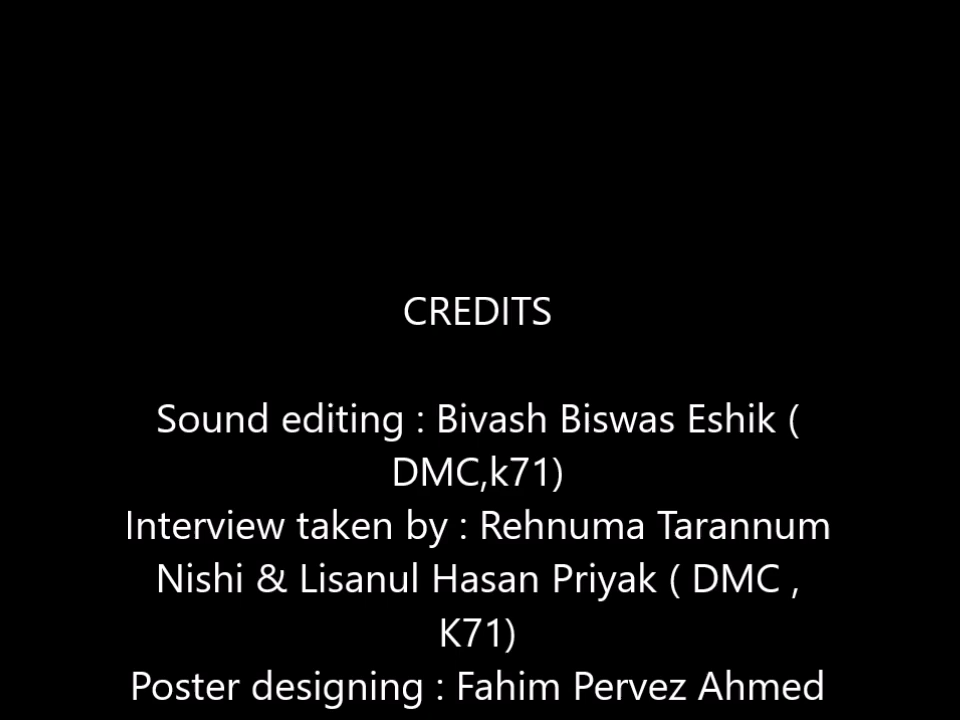 CREDITS
Sound editing : Bivash Biswas Eshik (
DMC,k71)
Interview taken by : Rehnuma Tarannum
Nishi & Lisanul Hasan Priyak ( DMC ,
K71)
Poster designing : Fahim Pervez Ahmed